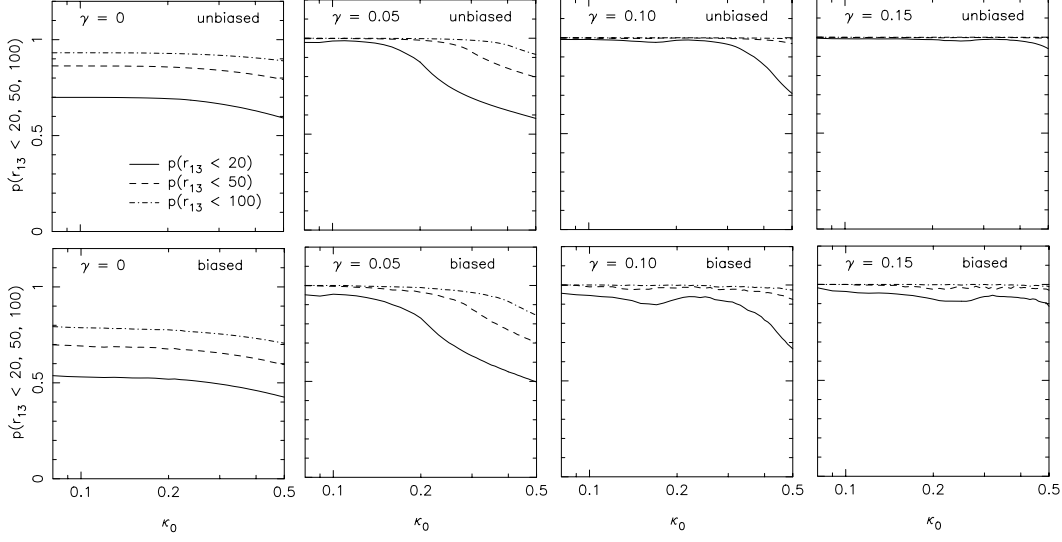 γ = 0 unbiased
γ = 0.05 unbiased
γ = 0.10 unbiased
γ = 0.15 unbiased
p(r13 < 20, 50, 100)
1
0.5
0
p(r13 < 20)
p(r13 < 50)
p(r13 < 100)
γ = 0 biased
γ = 0.05 biased
γ = 0.10 biased
γ = 0.15 biased
p(r13 < 20, 50, 100)
1
0.5
0
0.1 0.2 0.5
0.1 0.2 0.5
0.1 0.2 0.5
0.1 0.2 0.5
κ0
κ0
κ0
κ0